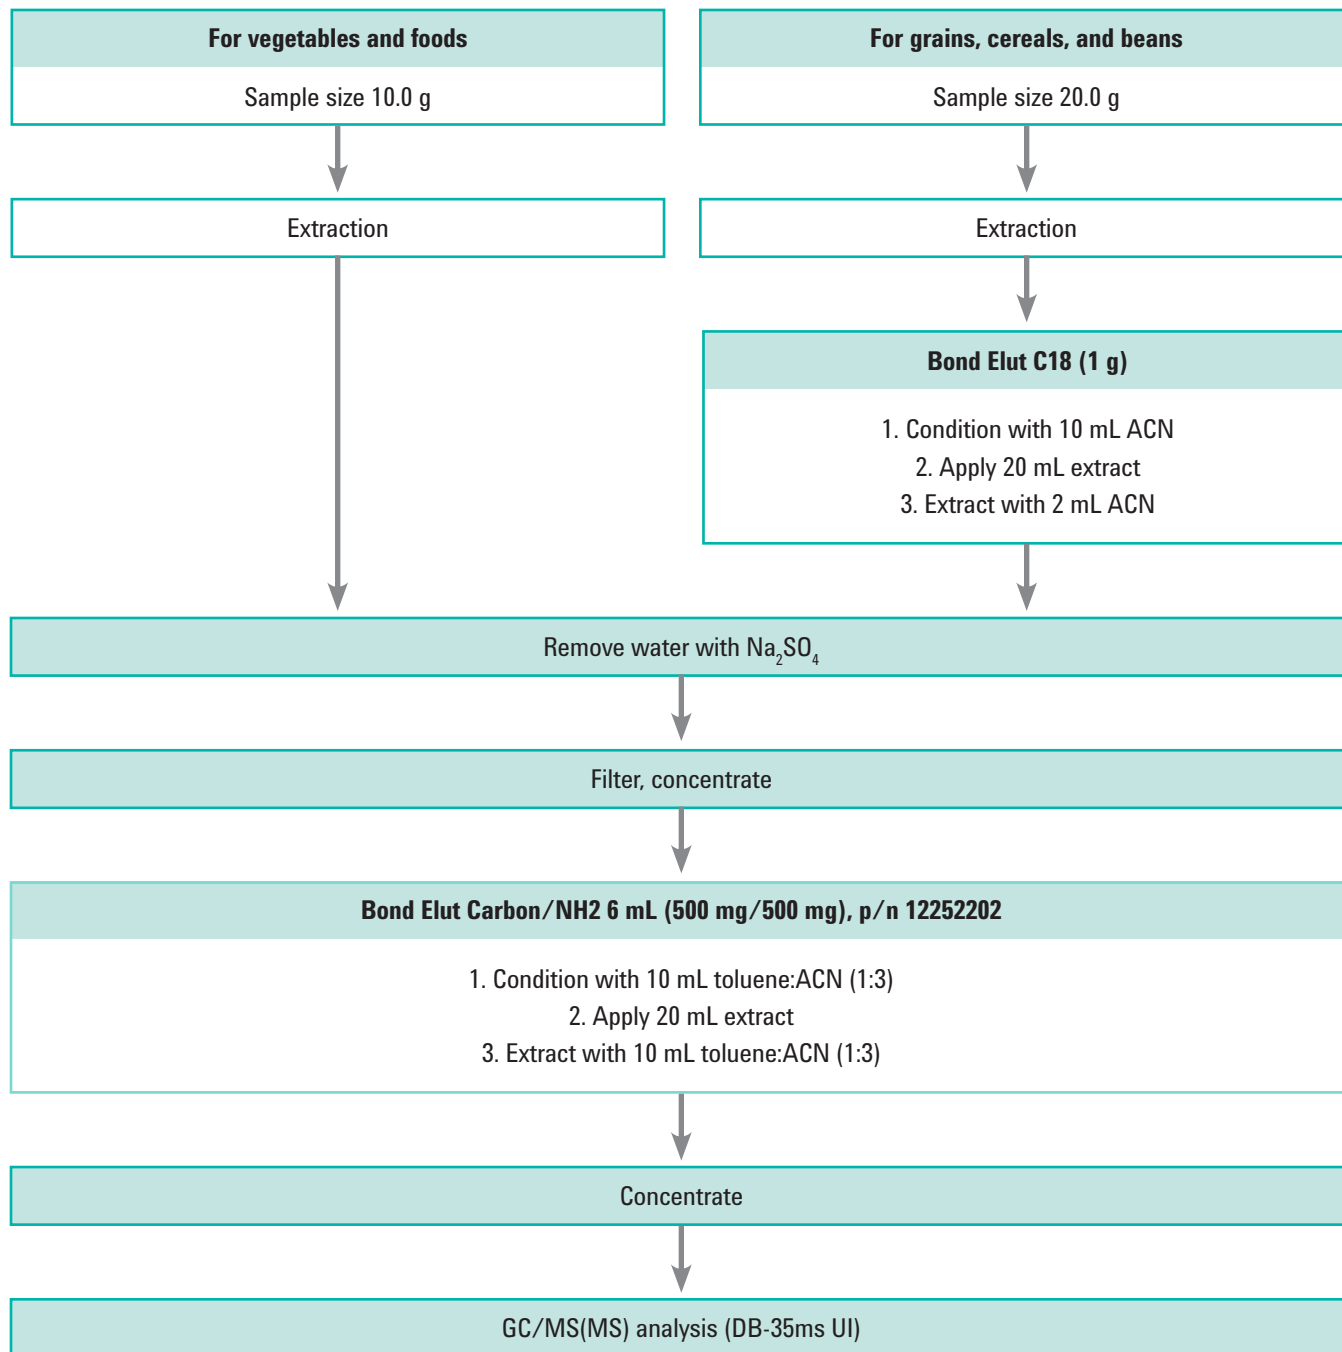 For vegetables and foods
Sample size 10.0 g
For grains, cereals, and beans
Sample size 20.0 g
Extraction
Extraction
Bond Elut C18 (1 g)
1. Condition with 10 mL ACN
2. Apply 20 mL extract
3. Extract with 2 mL ACN
Remove water with Na₂SO₄
Filter, concentrate
Bond Elut Carbon/NH2 6 mL (500 mg/500 mg), p/n 12252202
1. Condition with 10 mL toluene:ACN (1:3)
2. Apply 20 mL extract
3. Extract with 10 mL toluene:ACN (1:3)
Concentrate
GC/MS(MS) analysis (DB-35ms UI)